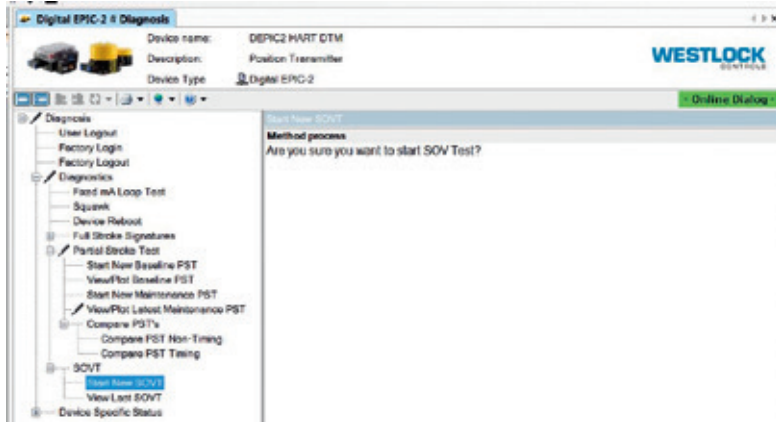 Digital EPIC-2 # Diagnosis
Device name: DEPIC2 HART DTM
Description: Position Transmitter
Device Type Digital EPIC-2
WESTLOCK
CONTROLS
Online Dialog
Diagnosis
User Logout
Factory Login
Factory Logout
Diagnostics
Fixed mA Loop Test
Squawk
Device Reboot
Full Stroke Signatures
Partial Stroke Test
Start New Baseline PST
View/Plot Baseline PST
Start New Maintenance PST
View/Plot Latest Maintenance PST
Compare PST's
Compare PST Non-Timing
Compare PST Timing
SOVT
Start New SOVT
View Last SOVT
Device Specific Status
Start New SOVT
Method process
Are you sure you want to start SOV Test?